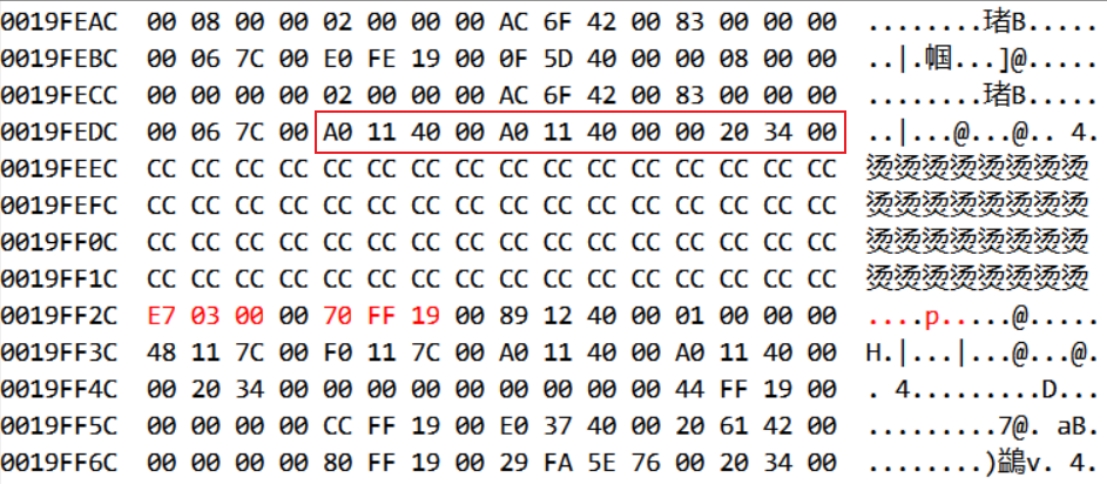 0019FEAC 00 08 00 00 02 00 00 00 AC 6F 42 00 83 00 00 00 ........瑵B.....
0019FEBC 00 06 7C 00 E0 FE 19 00 0F 5D 40 00 00 08 00 00 ..|.帼...]@.....
0019FECC 00 00 00 00 02 00 00 00 AC 6F 42 00 83 00 00 00 ........瑵B.....
0019FEDC 00 06 7C 00 A0 11 40 00 A0 11 40 00 00 20 34 00 ..|...@...@.. 4.
0019FEEC CC CC CC CC CC CC CC CC CC CC CC CC CC CC CC CC 烫烫烫烫烫烫烫烫
0019FEFC CC CC CC CC CC CC CC CC CC CC CC CC CC CC CC CC 烫烫烫烫烫烫烫烫
0019FF0C CC CC CC CC CC CC CC CC CC CC CC CC CC CC CC CC 烫烫烫烫烫烫烫烫
0019FF1C CC CC CC CC CC CC CC CC CC CC CC CC CC CC CC CC 烫烫烫烫烫烫烫烫
0019FF2C E7 03 00 00 70 FF 19 00 89 12 40 00 01 00 00 00 ....p.....@.....
0019FF3C 48 11 7C 00 F0 11 7C 00 A0 11 40 00 A0 11 40 00 H.|...|...@...@.
0019FF4C 00 20 34 00 00 00 00 00 00 00 00 00 44 FF 19 00 . 4.........D...
0019FF5C 00 00 00 00 CC FF 19 00 E0 37 40 00 20 61 42 00 .........7@. aB.
0019FF6C 00 00 00 00 80 FF 19 00 29 FA 5E 76 00 20 34 00 ........)鷁v. 4.